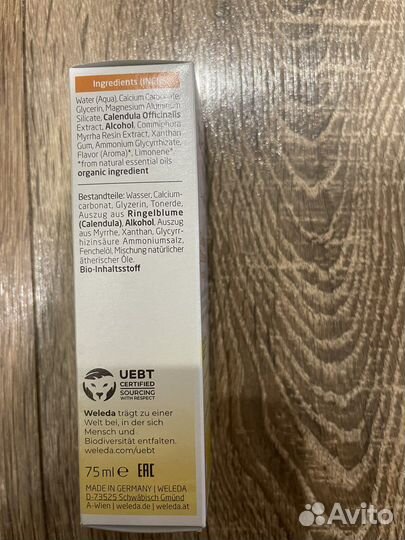 Ingredients (INCI):
Water (Aqua), Calcium Carbonate,
Glycerin, Magnesium Aluminum
Silicate, Calendula Officinalis
Extract, Alcohol, Commiphora
Myrrha Resin Extract, Xanthan
Gum, Ammonium Glycyrrhizate,
Flavor (Aroma)*, Limonene*.
*from natural essential oils
organic ingredient
Bestandteile: Wasser, Calcium-
carbonat, Glyzerin, Tonerde,
Auszug aus Ringelblume
(Calendula), Alkohol, Auszug
aus Myrrhe, Xanthan, Glycyrr-
hizinsäure Ammoniumsalz,
Fenchelöl, Mischung natürlicher
ätherischer Öle.
Bio-Inhaltsstoff
UEBT
CERTIFIED
SOURCING
WITH RESPECT
Weleda trägt zu einer
Welt bei, in der sich
Mensch und
Biodiversität entfalten.
weleda.com/uebt
75 ml e EAC
MADE IN GERMANY | WELEDA
D-73525 Schwäbisch Gmünd
A-Wien | weleda.de | weleda.at
Avito